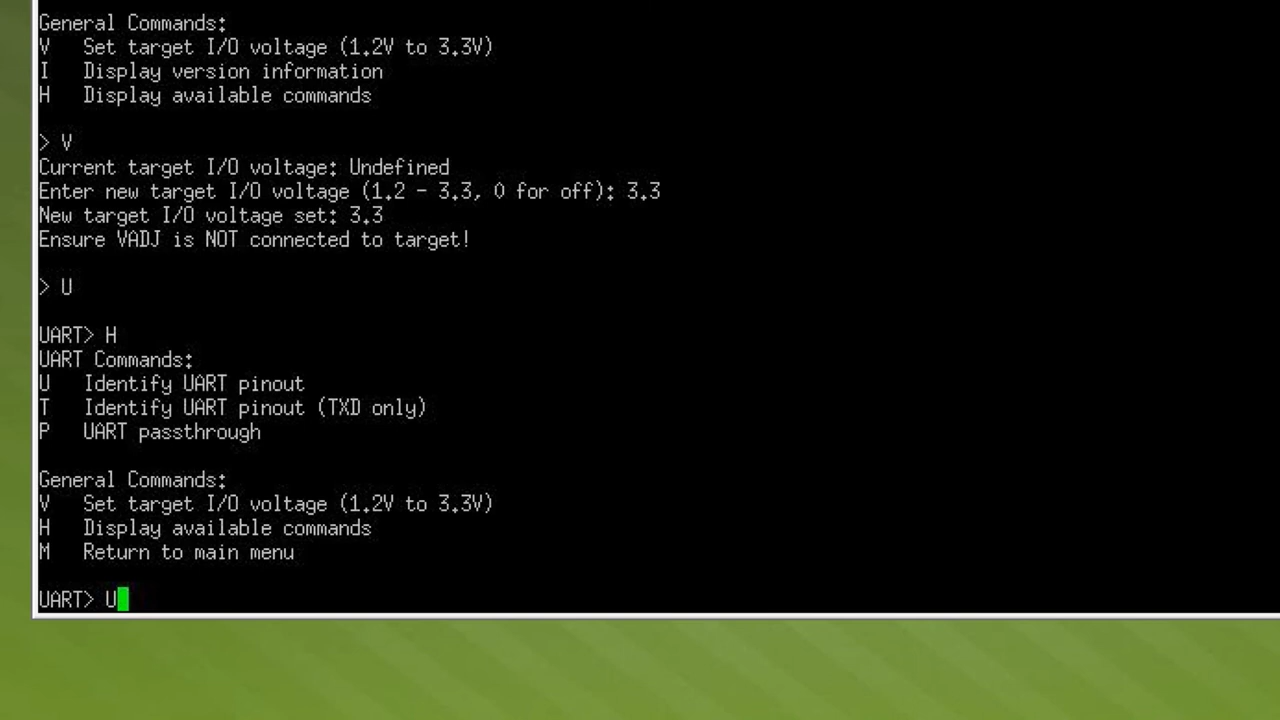 General Commands:
V   Set target I/O voltage (1.2V to 3.3V)
I   Display version information
H   Display available commands
> V
Current target I/O voltage: Undefined
Enter new target I/O voltage (1.2 - 3.3, 0 for off): 3.3
New target I/O voltage set: 3.3
Ensure VADJ is NOT connected to target!
> U
UART> H
UART Commands:
U   Identify UART pinout
T   Identify UART pinout (TXD only)
P   UART passthrough
General Commands:
V   Set target I/O voltage (1.2V to 3.3V)
H   Display available commands
M   Return to main menu
UART> U